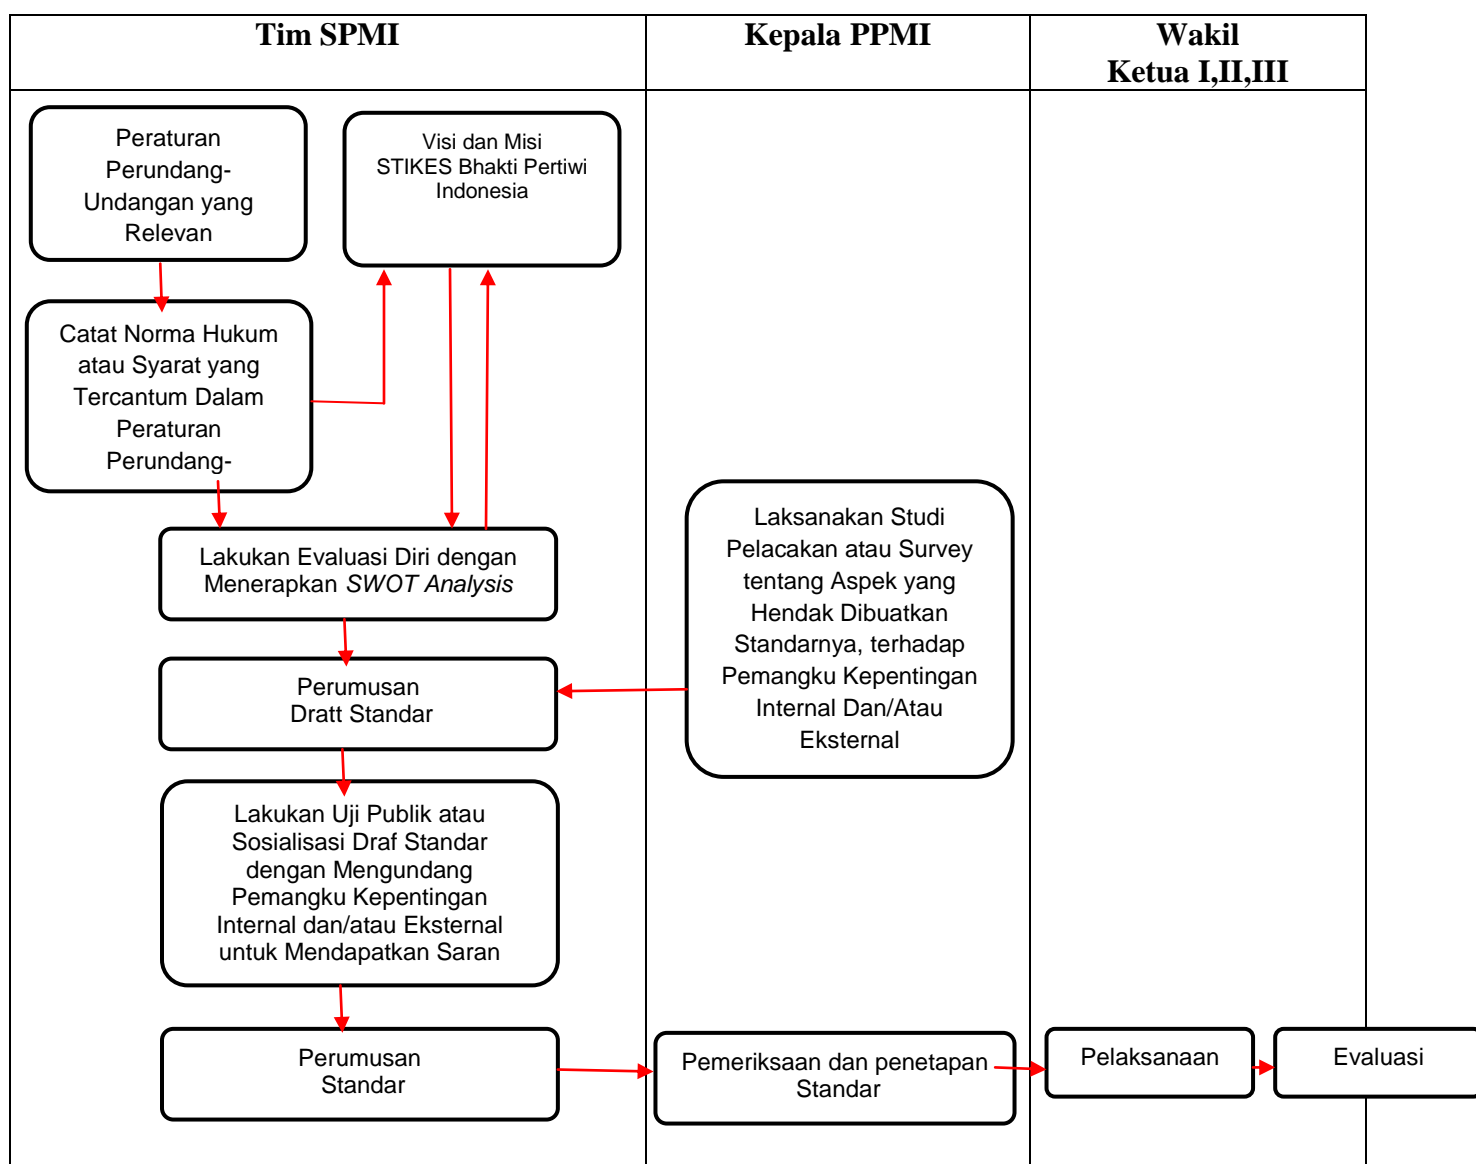 Tim SPMI
Kepala PPMI
Wakil
Ketua I,II,III
Peraturan
Perundang-
Undangan yang
Relevan
Visi dan Misi
STIKES Bhakti Pertiwi
Indonesia
Catat Norma Hukum
atau Syarat yang
Tercantum Dalam
Peraturan
Perundang-
Lakukan Evaluasi Diri dengan
Menerapkan SWOT Analysis
Laksanakan Studi
Pelacakan atau Survey
tentang Aspek yang
Hendak Dibuatkan
Standarnya, terhadap
Pemangku Kepentingan
Internal Dan/Atau
Eksternal
Perumusan
Dratt Standar
Lakukan Uji Publik atau
Sosialisasi Draf Standar
dengan Mengundang
Pemangku Kepentingan
Internal dan/atau Eksternal
untuk Mendapatkan Saran
Perumusan
Standar
Pemeriksaan dan penetapan
Standar
Pelaksanaan
Evaluasi